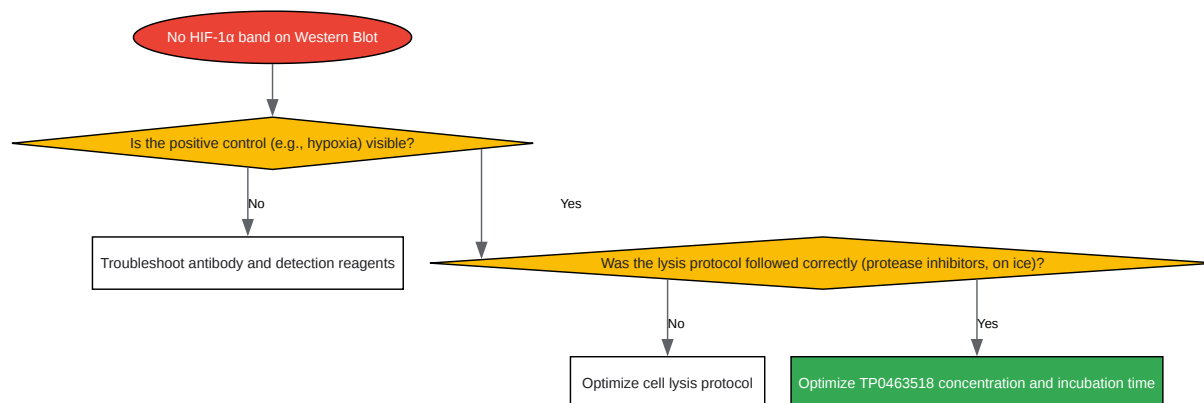 No HIF-1α band on Western Blot
Is the positive control (e.g., hypoxia) visible?
No
Yes
Troubleshoot antibody and detection reagents
Was the lysis protocol followed correctly (protease inhibitors, on ice)?
No
Yes
Optimize cell lysis protocol
Optimize TP0463518 concentration and incubation time